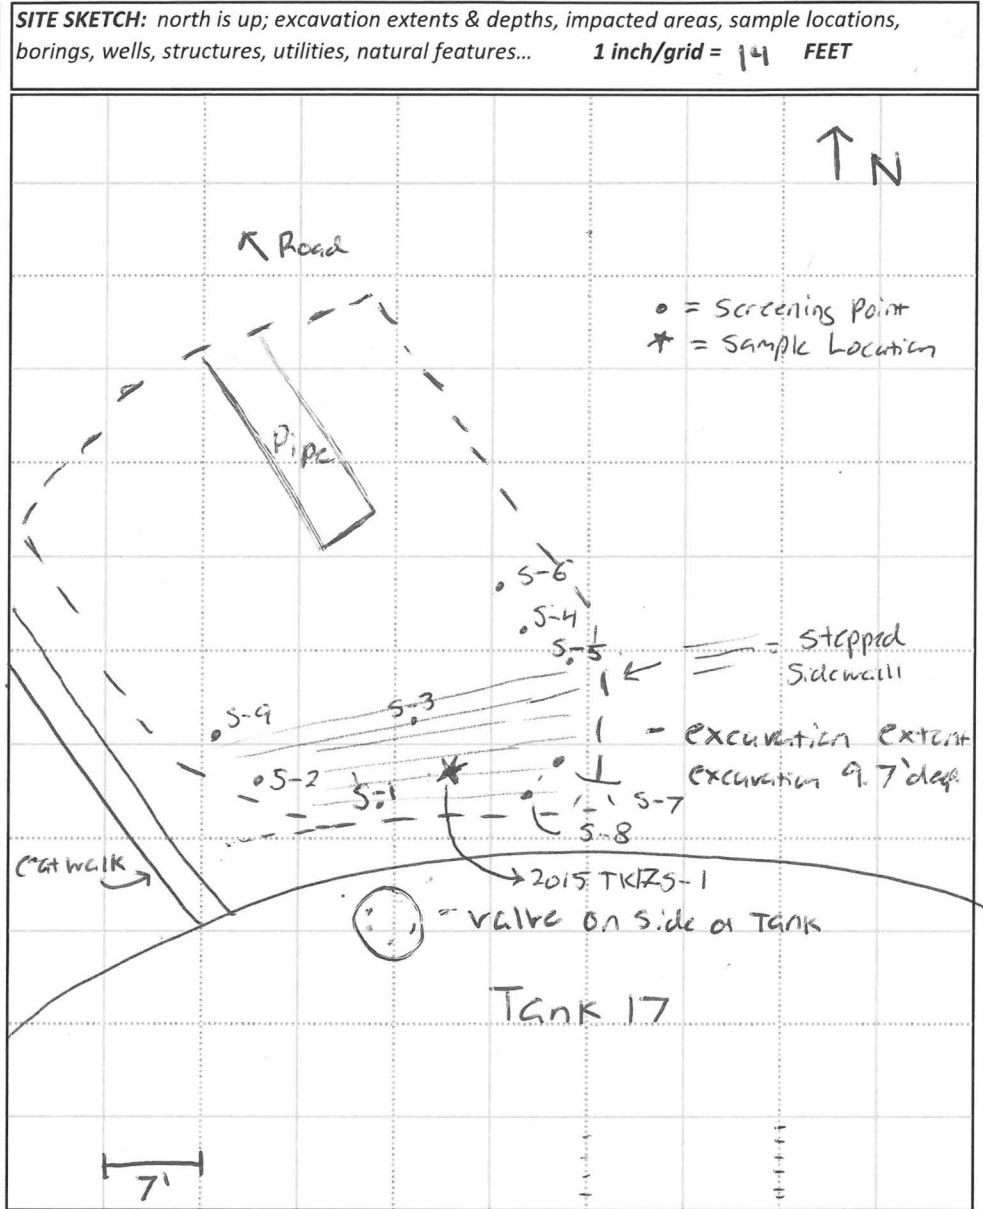 SITE SKETCH: north is up; excavation extents & depths, impacted areas, sample locations,
borings, wells, structures, utilities, natural features... 1 inch/grid = 14 FEET
N
Road
• = Screening Point
* = Sample Location
Pipe
S-6
S-4
S-5
= Stepped
Sidewall
S-9
S-3
- excavation extent
excavation 9.7' deep
S-2
S-1
S-7
S-8
Catwalk
2015 TK17S-1
= valve on side of Tank
Tank 17
7'